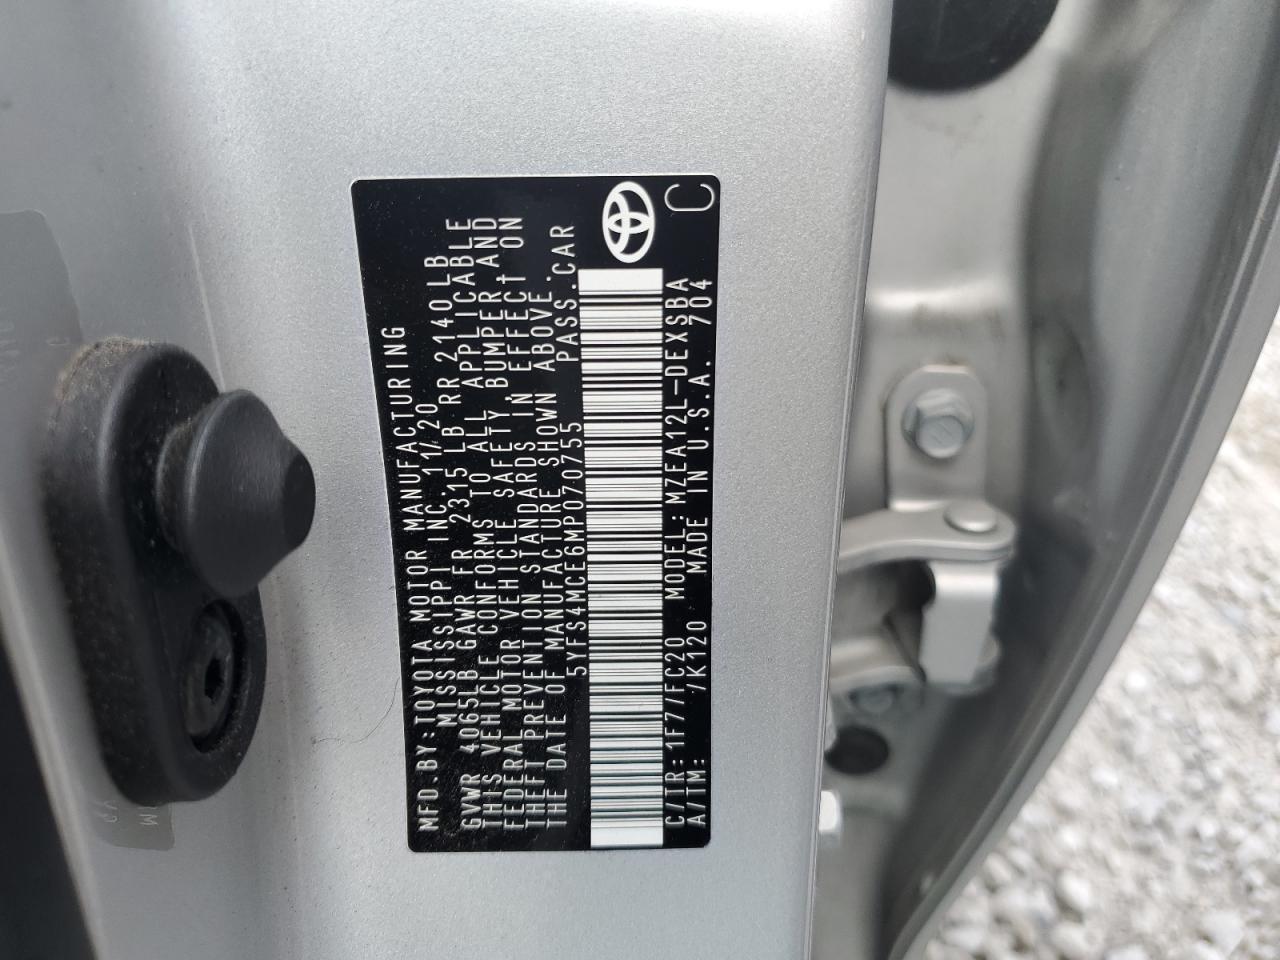 MFD.BY:TOYOTA MOTOR MANUFACTURING
MISSISSIPPI INC. 11/20
GVWR 4065LB GAWR FR 2315 LB RR 2140 LB
THIS VEHICLE CONFORMS TO ALL APPLICABLE
FEDERAL MOTOR VEHICLE SAFETY, BUMPER AND
THEFT PREVENTION STANDARDS IN EFFECT ON
THE DATE OF MANUFACTURE SHOWN ABOVE.
5YFS4MCE6MP070755 PASS.CAR
C/TR: 1F7/FC20 MODEL: MZEA12L-DEXSBA
A/TM: /K120 MADE IN U.S.A. 704
C